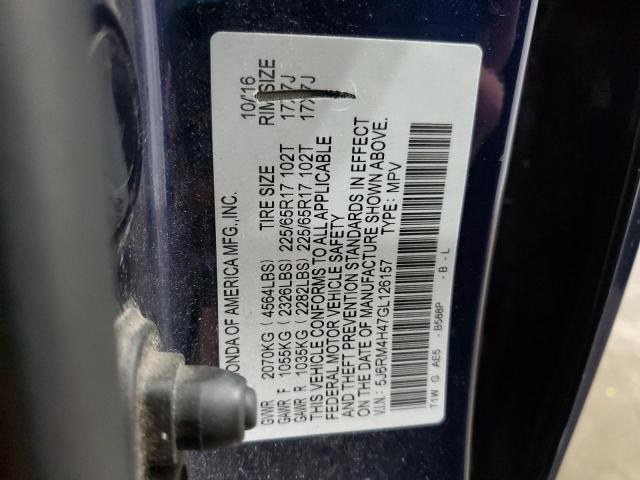 ONDA OF AMERICA MFG.,INC. 10/16
GVWR 2070KG ( 4564LBS) TIRE SIZE RIM SIZE
GAWR F 1055KG ( 2326LBS) 225/65R17 102T 17X7J
GAWR R 1035KG ( 2282LBS) 225/65R17 102T 17X7J
THIS VEHICLE CONFORMS TO ALL APPLICABLE
FEDERAL MOTOR VEHICLE SAFETY
AND THEFT PREVENTION STANDARDS IN EFFECT
ON THE DATE OF MANUFACTURE SHOWN ABOVE.
V.I.N.: 5J6RM4H47GL126157 TYPE: MPV
T1W G AE5 - B588P - B - L